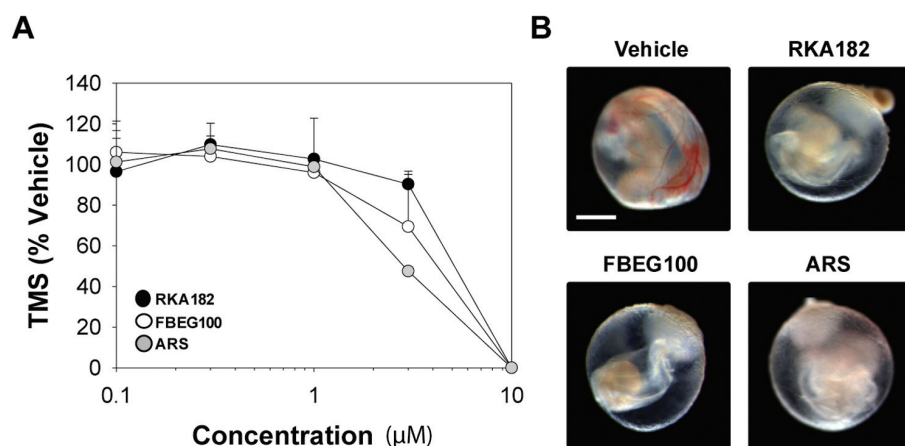 A
TMS (% Vehicle)
140
120
100
80
60
40
20
0
RKA182
FBEG100
ARS
0.1
1
10
Concentration (μM)
B
Vehicle
RKA182
FBEG100
ARS